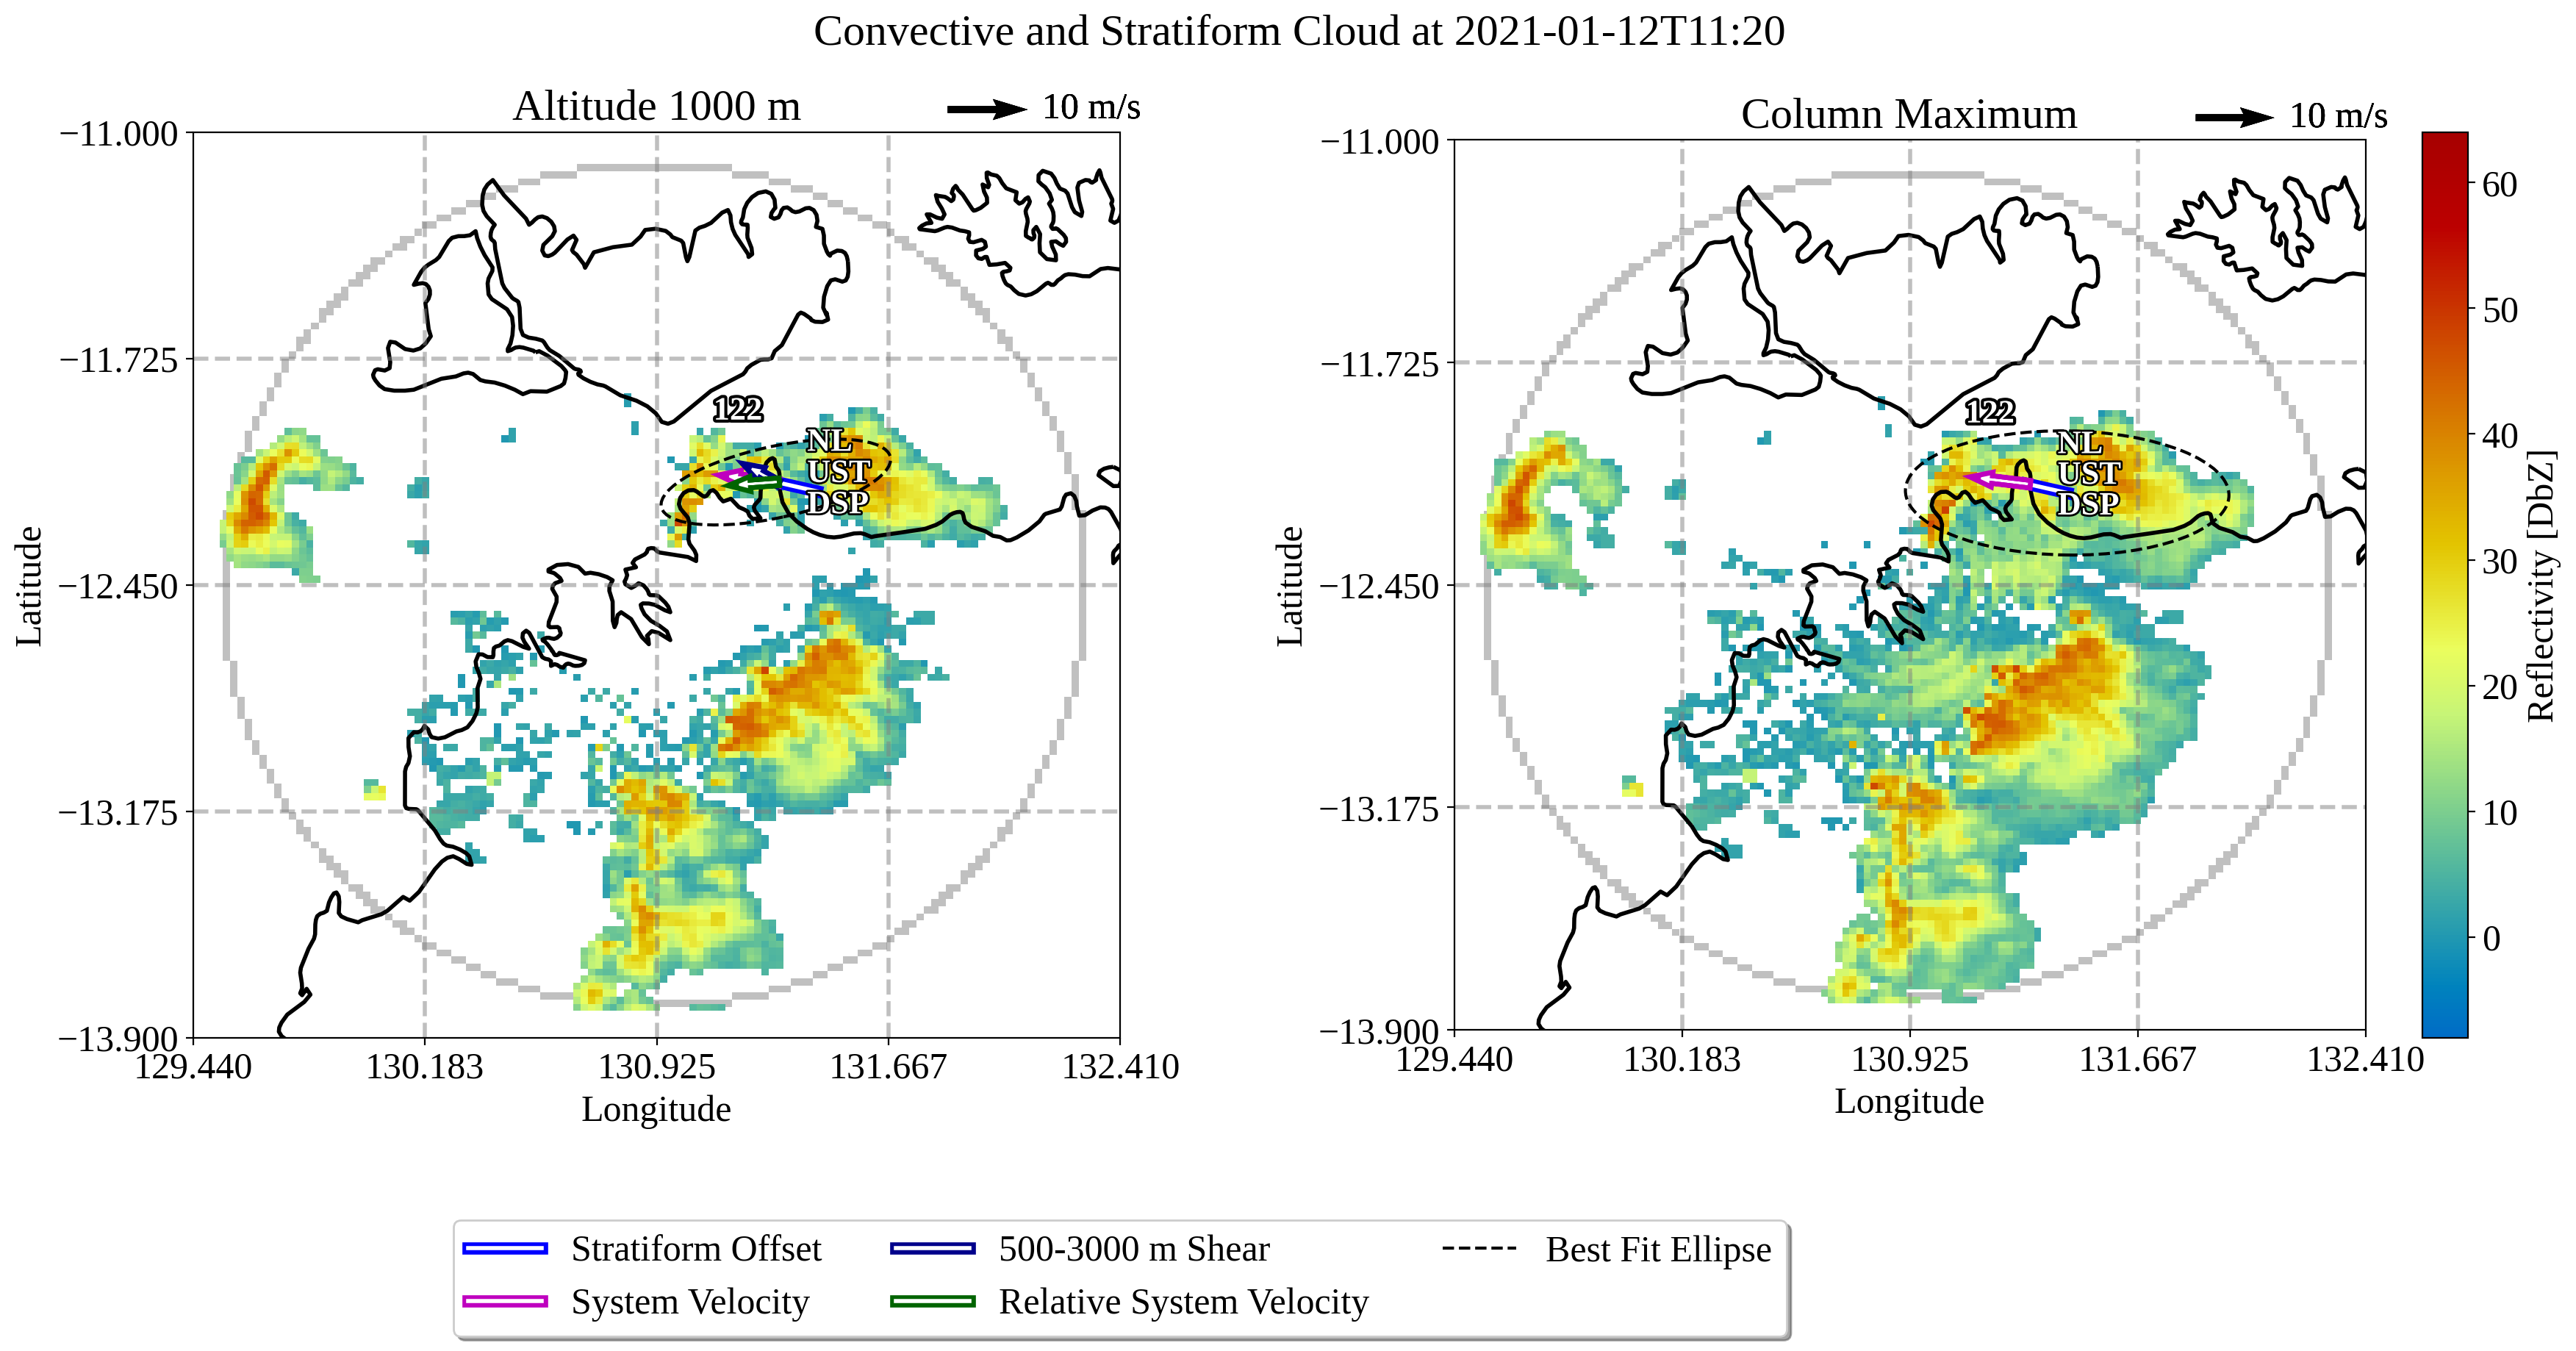 Convective and Stratiform Cloud at 2021-01-12T11:20
Altitude 1000 m
10 m/s
−11.000
−11.725
−12.450
−13.175
−13.900
Latitude
122
NL
UST
DSP
129.440
130.183
130.925
131.667
132.410
Longitude
Column Maximum
10 m/s
−11.000
−11.725
−12.450
−13.175
−13.900
Latitude
122
NL
UST
DSP
129.440
130.183
130.925
131.667
132.410
Longitude
60
50
40
30
20
10
0
Reflectivity [DbZ]
Stratiform Offset
System Velocity
500-3000 m Shear
Relative System Velocity
Best Fit Ellipse